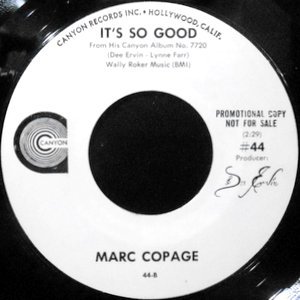 CANYON RECORDS INC. • HOLLYWOOD, CALIF.
IT'S SO GOOD
From His Canyon Album No. 7720
(Dee Ervin - Lynne Farr)
Wally Roker Music (BMI)
PROMOTIONAL COPY
NOT FOR SALE
(2:29)
#44
Producer:
CANYON
MARC COPAGE
44-B